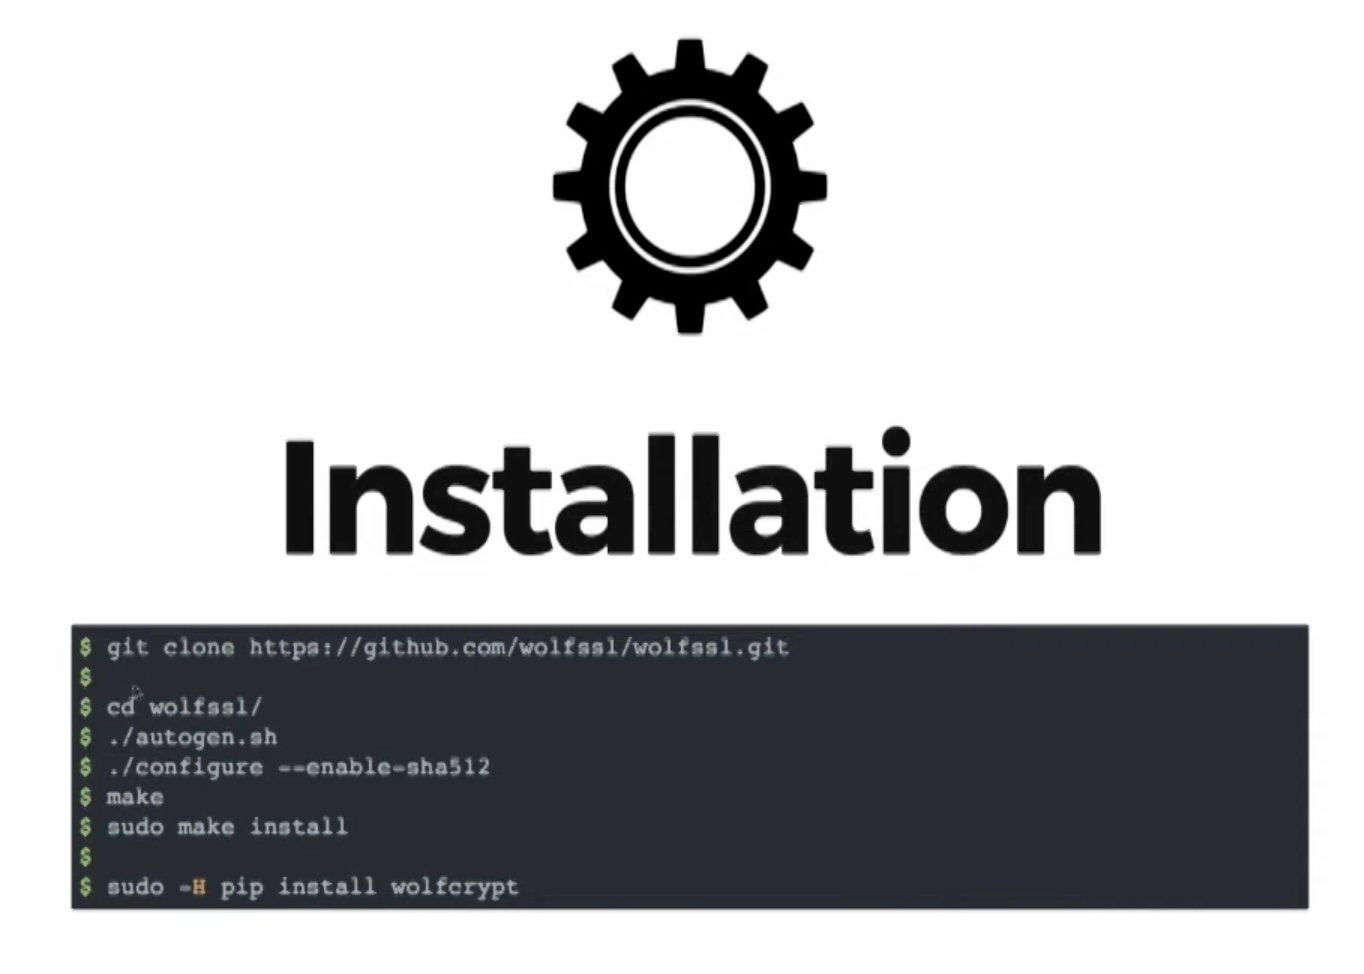 Installation
$ git clone https://github.com/wolfssl/wolfssl.git
$
$ cd wolfssl/
$ ./autogen.sh
$ ./configure --enable-sha512
$ make
$ sudo make install
$
$ sudo -H pip install wolfcrypt